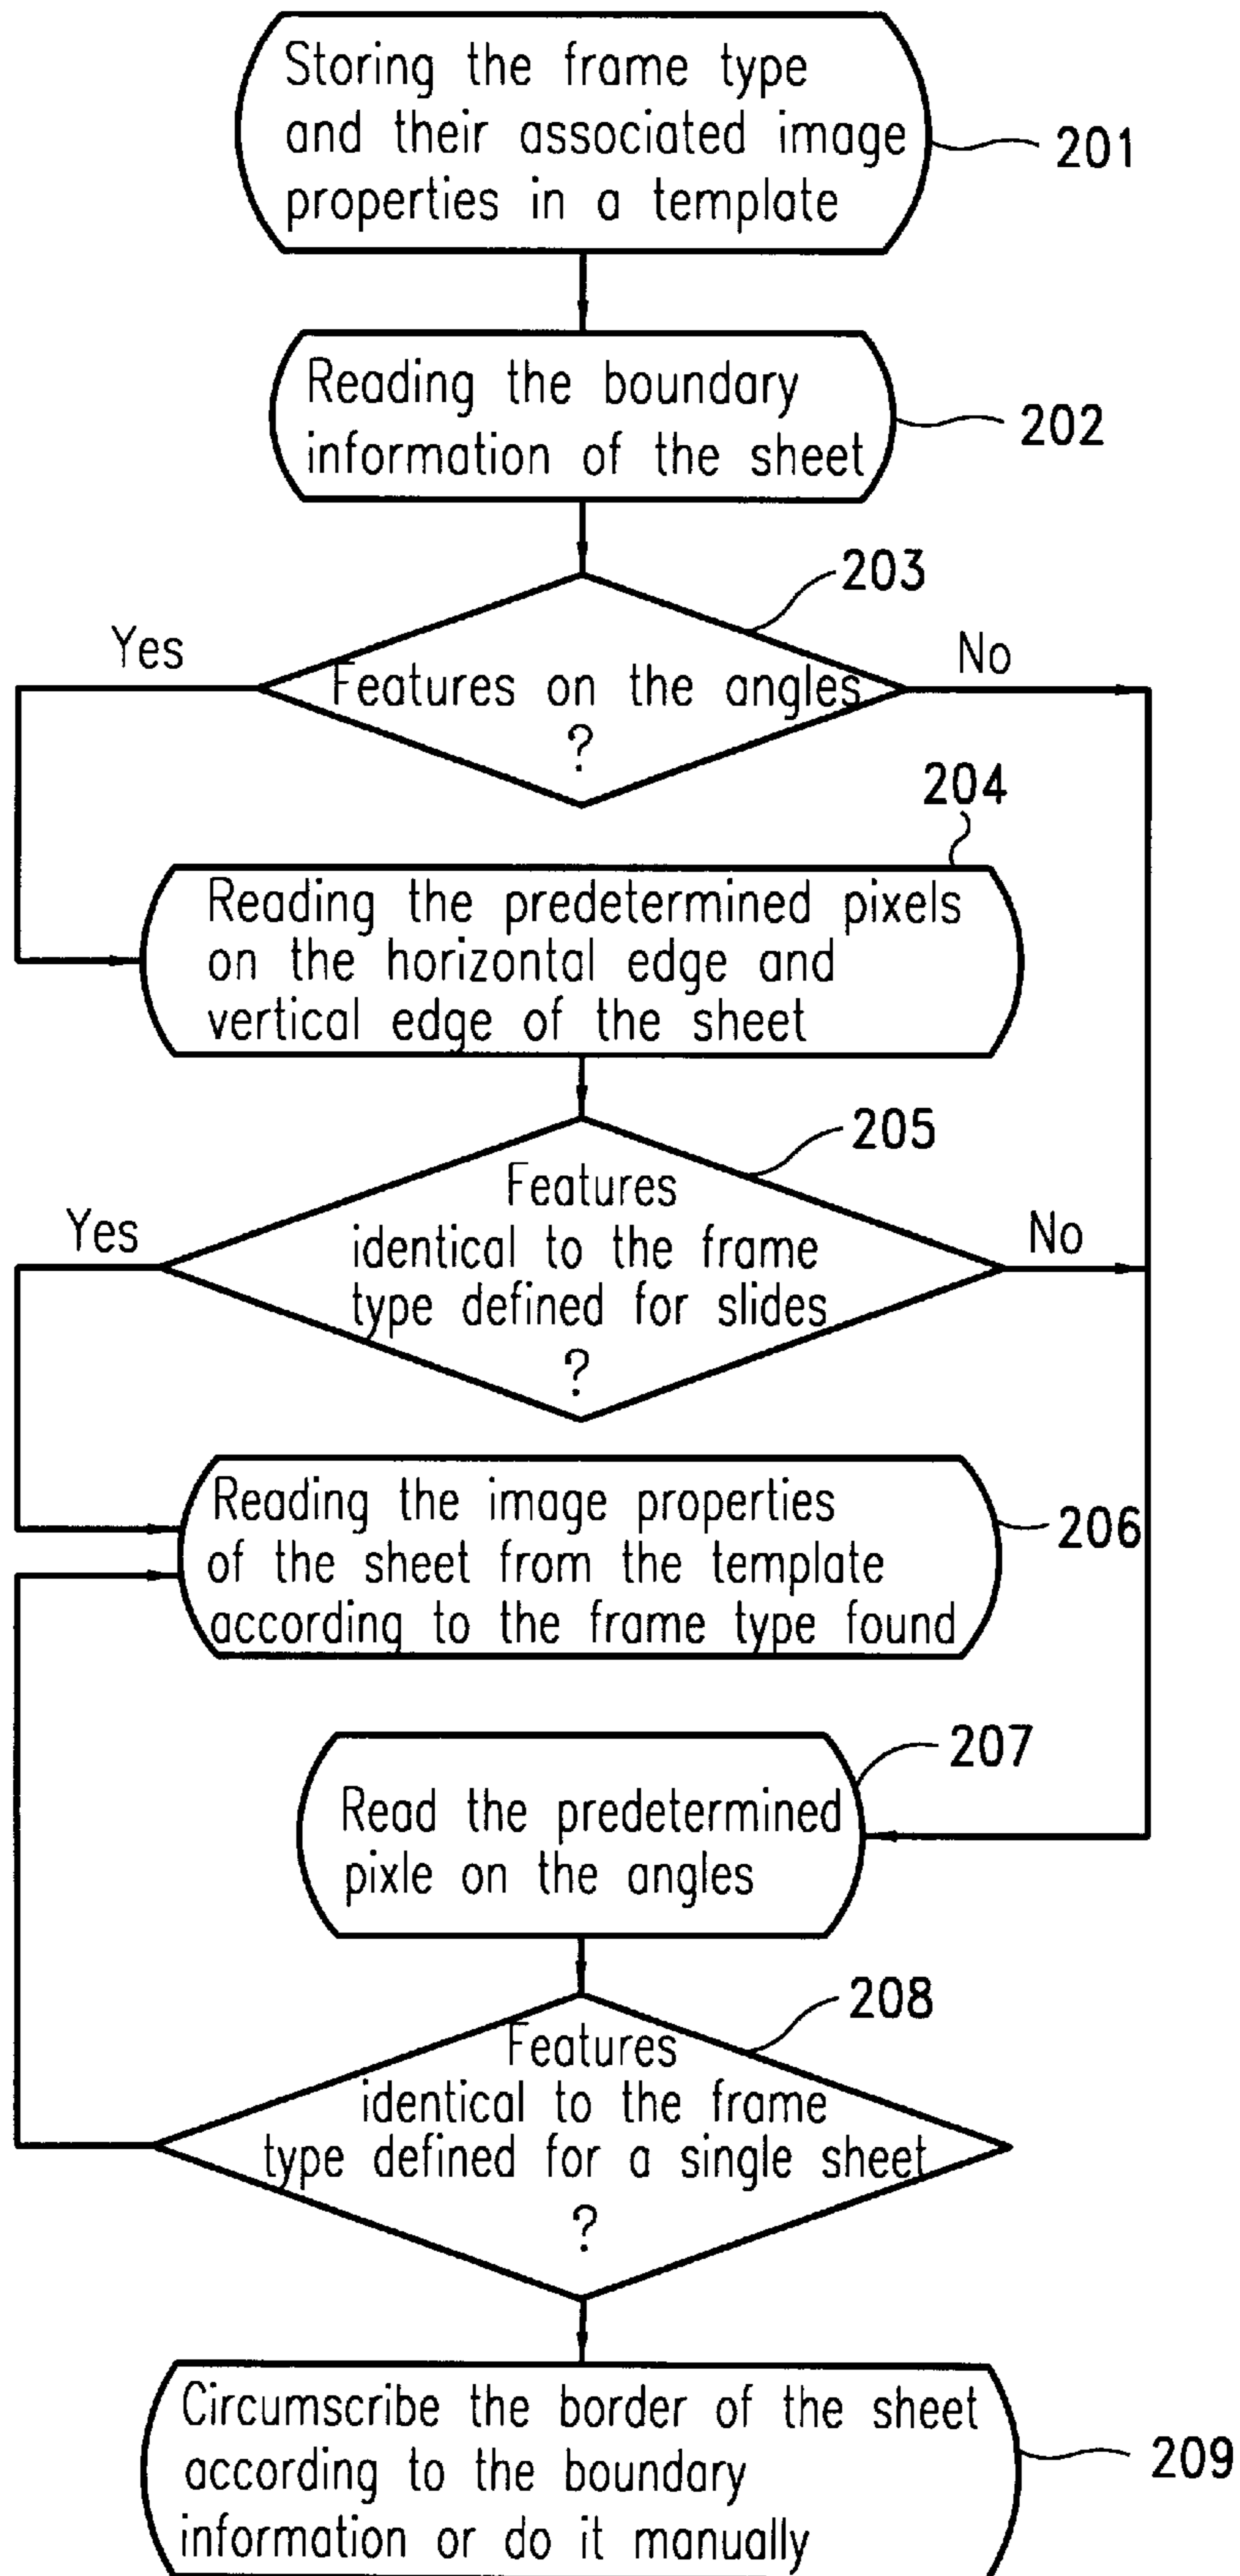 Storing the frame type
and their associated image
properties in a template
201
Reading the boundary
information of the sheet
202
203
Yes
No
Features on the angles
?
204
Reading the predetermined pixels
on the horizontal edge and
vertical edge of the sheet
205
Yes
No
Features
identical to the frame
type defined for slides
?
Reading the image properties
of the sheet from the template
according to the frame type found
206
207
Read the predetermined
pixle on the angles
208
Features
identical to the frame
type defined for a single sheet
?
Circumscribe the border of the sheet
according to the boundary
information or do it manually
209